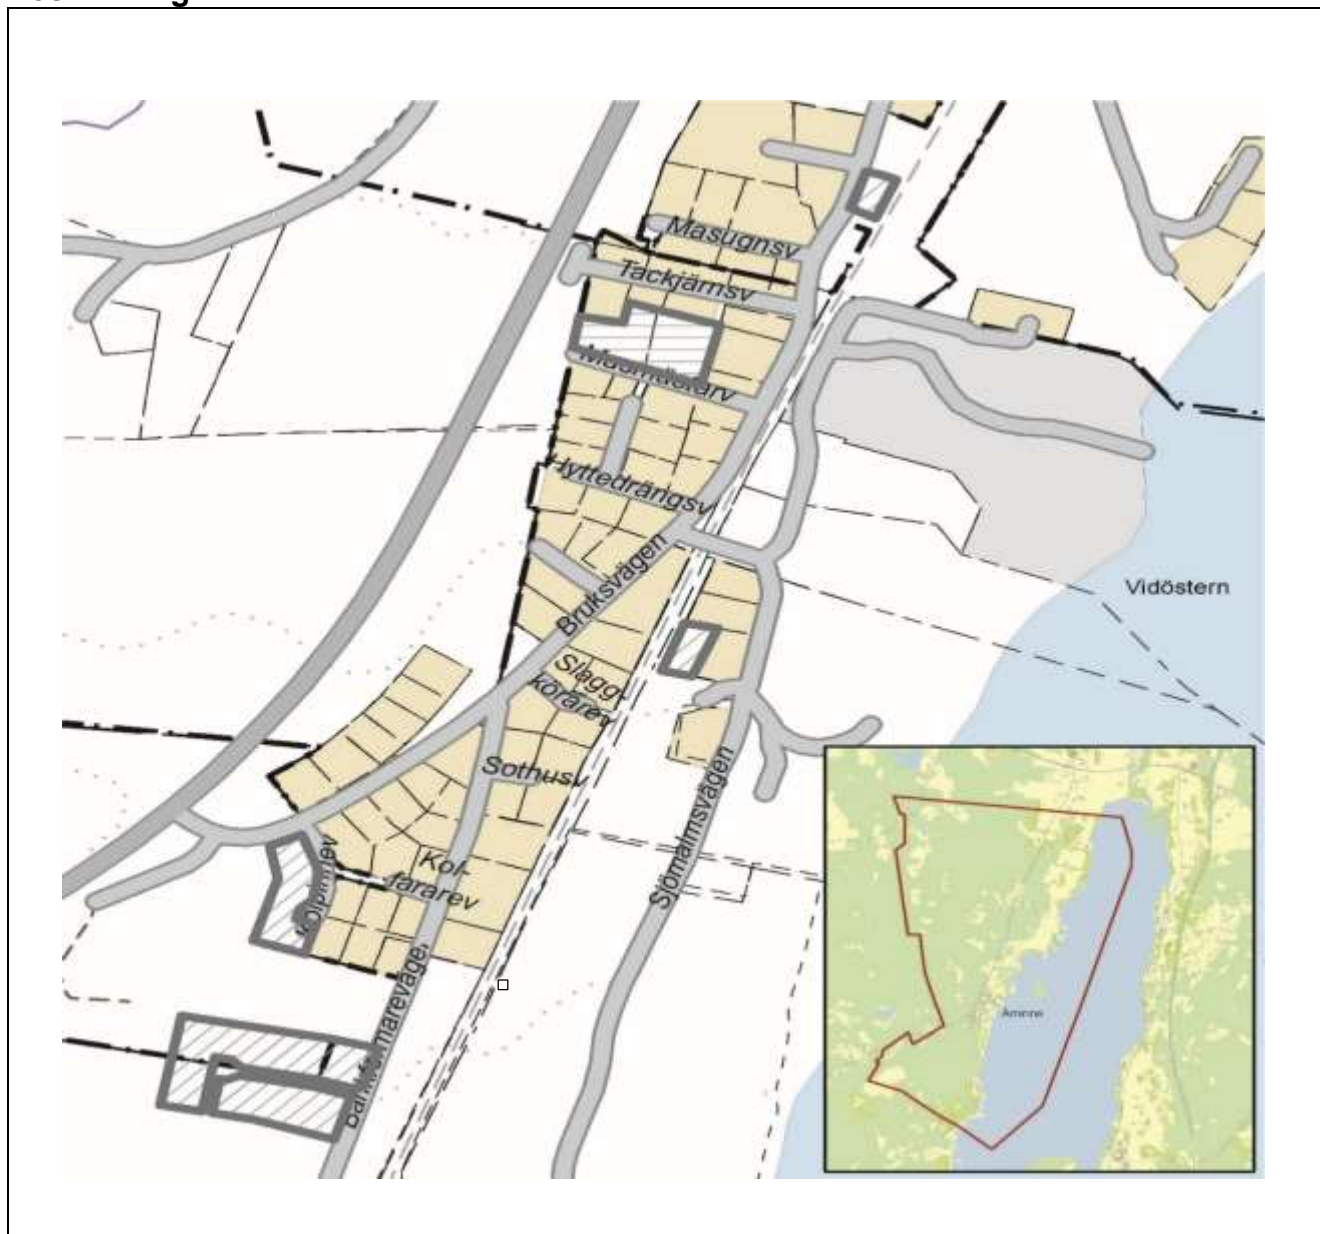 Masugnsv
Tackjärnsv
Hyttedrängsv
Bruksvägen
Vidöstern
Slagg-
körarev
Sothusv
Sjömalmsvägen
Kol-
fararev
Åminne